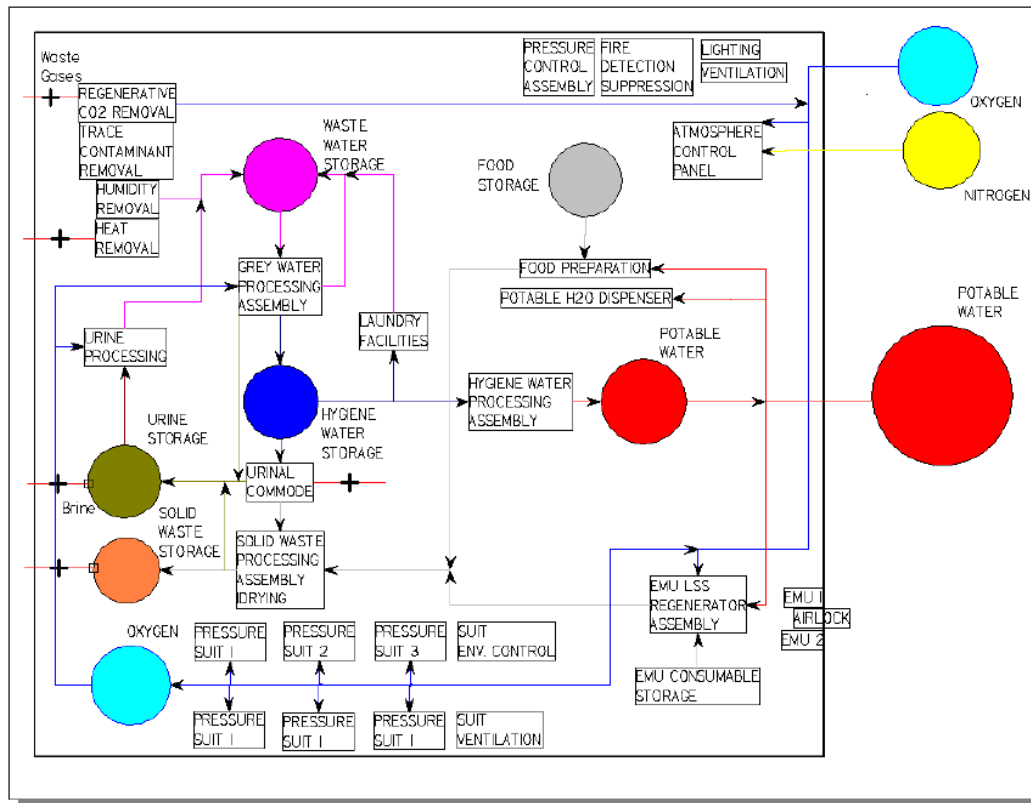 Waste
Gases
REGENERATIVE
CO2 REMOVAL
TRACE
CONTAMINANT
REMOVAL
HUMIDITY
REMOVAL
HEAT
REMOVAL
WASTE
WATER
STORAGE
PRESSURE
CONTROL
ASSEMBLY
FIRE
DETECTION
SUPPRESSION
LIGHTING
VENTILATION
OXYGEN
ATMOSPHERE
CONTROL
PANEL
NITROGEN
FOOD
STORAGE
GREY WATER
PROCESSING
ASSEMBLY
FOOD PREPARATION
POTABLE H2O DISPENSER
POTABLE
WATER
URINE
PROCESSING
LAUNDRY
FACILITIES
POTABLE
WATER
HYGIENE WATER
PROCESSING
ASSEMBLY
HYGIENE
WATER
STORAGE
URINE
STORAGE
URINAL
COMMODE
Brine
SOLID
WASTE
STORAGE
SOLID WASTE
PROCESSING
ASSEMBLY
IDRYING
EMU LSS
REGENERATOR
ASSEMBLY
EMU 1
AIRLOCK
EMU 2
OXYGEN
PRESSURE
SUIT 1
PRESSURE
SUIT 2
PRESSURE
SUIT 3
SUIT
ENV. CONTROL
EMU CONSUMABLE
STORAGE
PRESSURE
SUIT 1
PRESSURE
SUIT 1
PRESSURE
SUIT 1
SUIT
VENTILATION